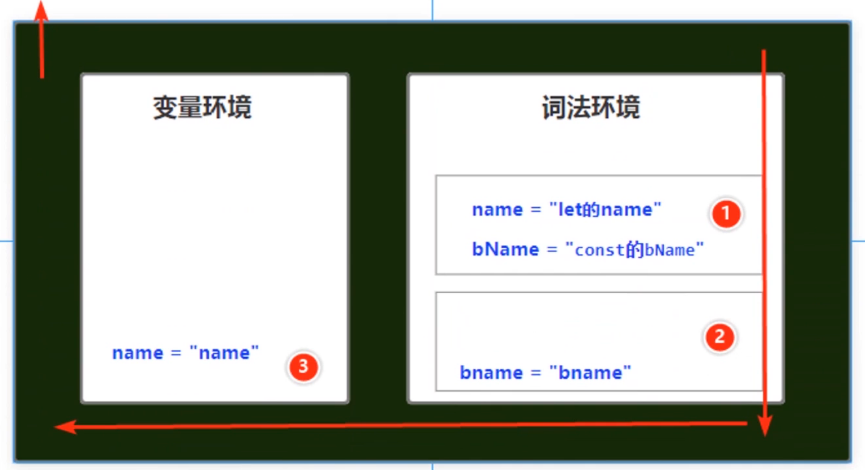 变量环境
name = "name"
3
词法环境
name = "let的name"
1
bName = "const的bName"
2
bname = "bname"